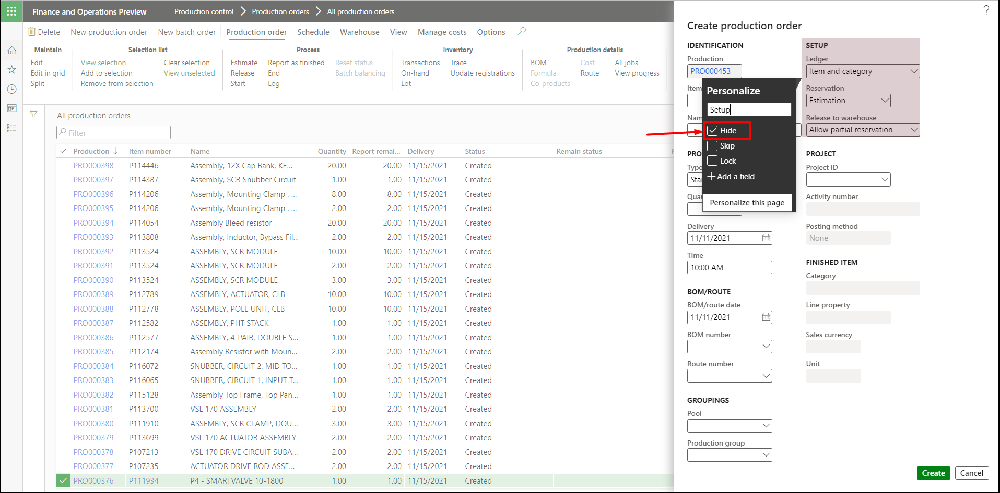 Finance and Operations Preview
Production control > Production orders > All production orders
?
Delete New production order New batch order Production order Schedule Warehouse View Manage costs Options
Maintain
Edit
Edit in grid
Split
Selection list
View selection Clear selection
Add to selection View unselected
Remove from selection
Process
Estimate Report as finished Reset status
Release End Batch balancing
Start Log
Inventory
Transactions Trace
On-hand Update registrations
Lot
Production details
BOM Cost All jobs
Formula Route View progress
Co-products
All production orders
Filter
Production ↓ Item number Name Quantity Report remai... Delivery Status Remain status
PRO000398 P114446 Assembly, 12X Cap Bank, KE... 20.00 20.00 11/15/2021 Created
PRO000397 P114387 Assembly, SCR Snubber Circuit 1.00 1.00 11/15/2021 Created
PRO000396 P114206 Assembly, Mounting Clamp , ... 8.00 8.00 11/15/2021 Created
PRO000395 P114206 Assembly, Mounting Clamp , ... 2.00 2.00 11/15/2021 Created
PRO000394 P114054 Assembly Bleed resistor 20.00 20.00 11/15/2021 Created
PRO000393 P113808 Assembly, Inductor, Bypass Fil... 2.00 2.00 11/15/2021 Created
PRO000392 P113524 ASSEMBLY, SCR MODULE 10.00 10.00 11/15/2021 Created
PRO000391 P113524 ASSEMBLY, SCR MODULE 2.00 2.00 11/15/2021 Created
PRO000390 P113524 ASSEMBLY, SCR MODULE 3.00 3.00 11/15/2021 Created
PRO000389 P112789 ASSEMBLY, ACTUATOR, CLB 10.00 10.00 11/15/2021 Created
PRO000388 P112778 ASSEMBLY, POLE UNIT, CLB 10.00 10.00 11/15/2021 Created
PRO000387 P112582 ASSEMBLY, PHT STACK 1.00 1.00 11/15/2021 Created
PRO000386 P112577 ASSEMBLY, 4-PAIR, DOUBLE S... 1.00 1.00 11/15/2021 Created
PRO000385 P112174 Assembly Resistor with Moun... 2.00 2.00 11/15/2021 Created
PRO000384 P116072 SNUBBER, CIRCUIT 2, MID TO... 1.00 1.00 11/15/2021 Created
PRO000383 P116065 SNUBBER, CIRCUIT 1, INPUT T... 1.00 1.00 11/15/2021 Created
PRO000382 P115128 Assembly Top Frame, Top Pan... 1.00 1.00 11/15/2021 Created
PRO000381 P113700 VSL 170 ASSEMBLY 2.00 2.00 11/15/2021 Created
PRO000380 P111910 ASSEMBLY, SCR CLAMP, DOU... 3.00 3.00 11/15/2021 Created
PRO000379 P113699 VSL 170 ACTUATOR ASSEMBLY 2.00 2.00 11/15/2021 Created
PRO000378 P107213 VSL 170 DRIVE CIRCUIT SUBA... 2.00 2.00 11/15/2021 Created
PRO000377 P107235 ACTUATOR DRIVE ROD ASSE... 2.00 2.00 11/15/2021 Created
PRO000376 P111934 P4 - SMARTVALVE 10-1800 1.00 1.00 11/15/2021 Created
Create production order
IDENTIFICATION
Production
PRO000453
Item
Nam
PRO
Type
Sta
Quan
Delivery
11/11/2021
Time
10:00 AM
BOM/ROUTE
BOM/route date
11/11/2021
BOM number
Route number
GROUPINGS
Pool
Production group
Personalize
Setup
Hide
Skip
Lock
Add a field
Personalize this page
SETUP
Ledger
Item and category
Reservation
Estimation
Release to warehouse
Allow partial reservation
PROJECT
Project ID
Activity number
Posting method
None
FINISHED ITEM
Category
Line property
Sales currency
Unit
Create Cancel